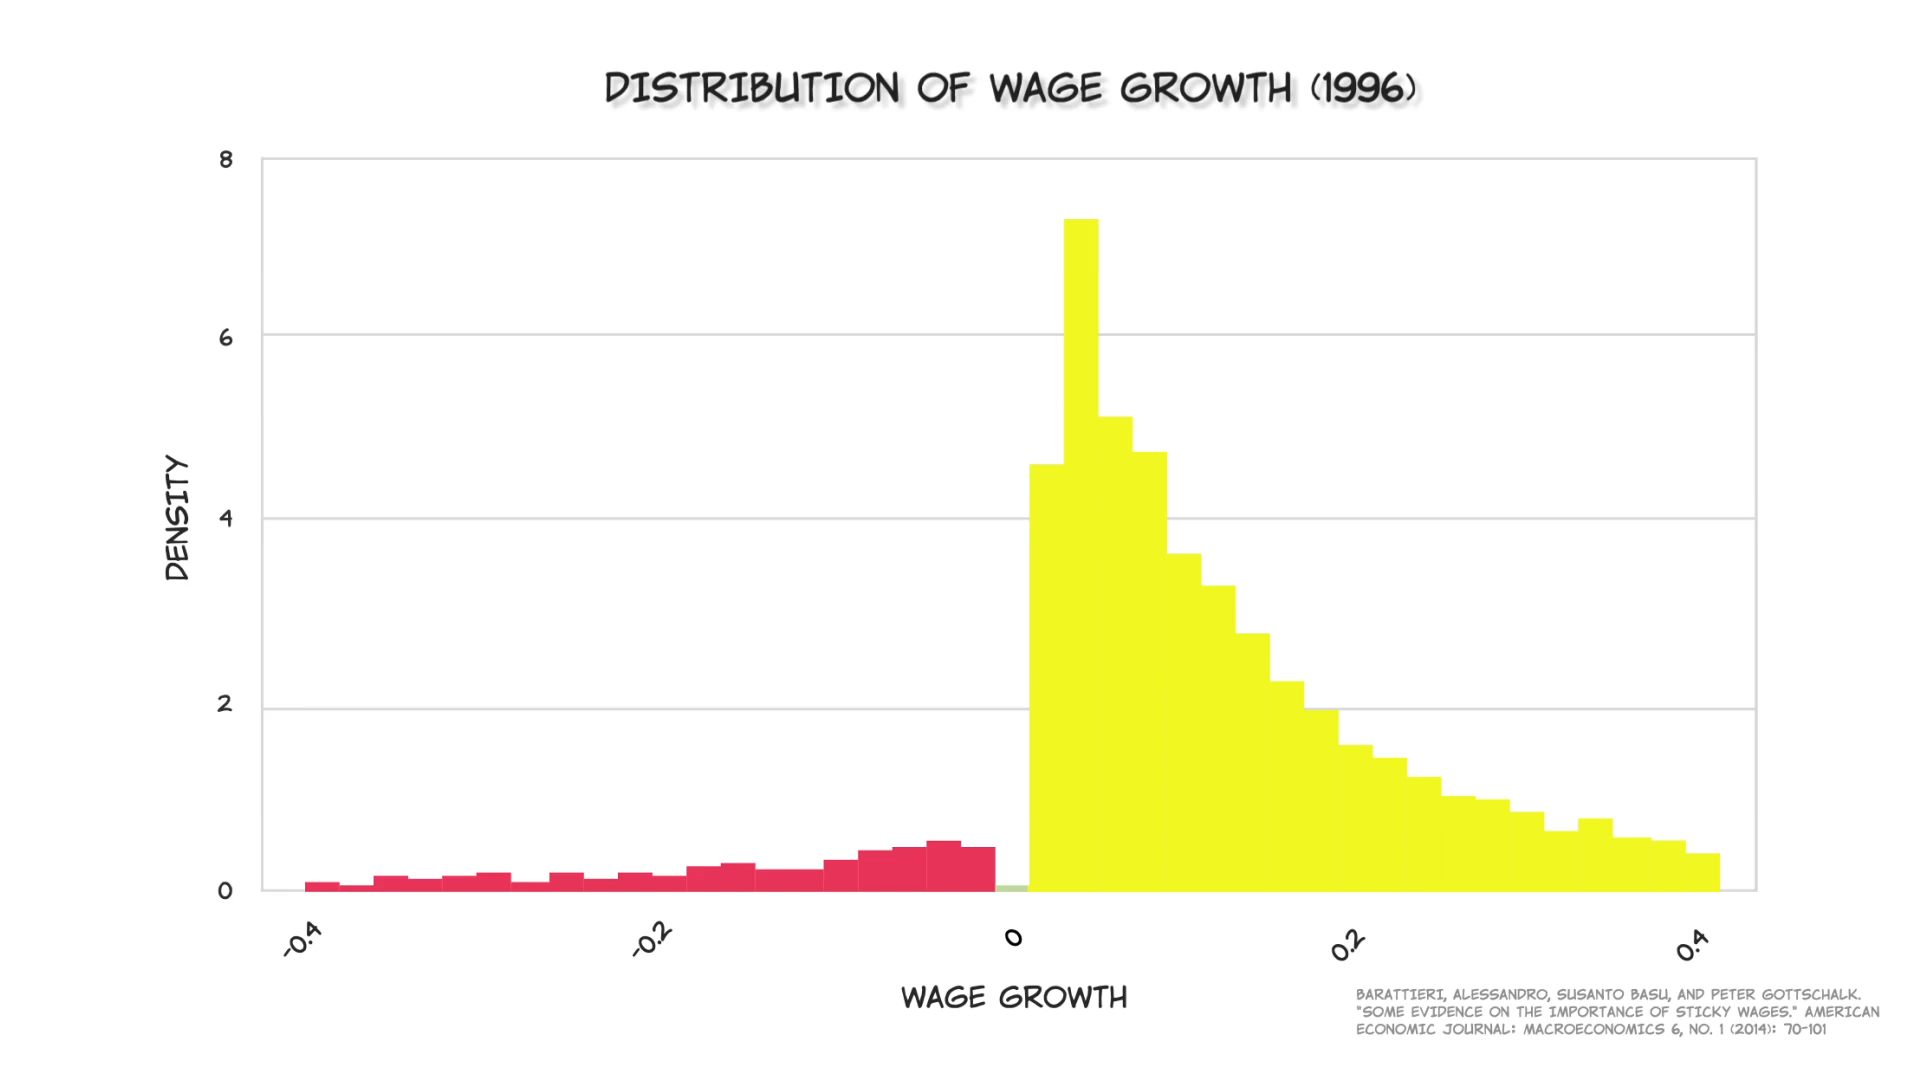 DISTRIBUTION OF WAGE GROWTH (1996)
8
6
4
2
0
DENSITY
-0.4
-0.2
0
0.2
0.4
WAGE GROWTH
BARATTIERI, ALESSANDRO, SUSANTO BASU, AND PETER GOTTSCHALK.
"SOME EVIDENCE ON THE IMPORTANCE OF STICKY WAGES." AMERICAN
ECONOMIC JOURNAL: MACROECONOMICS 6, NO. 1 (2014): 70-101